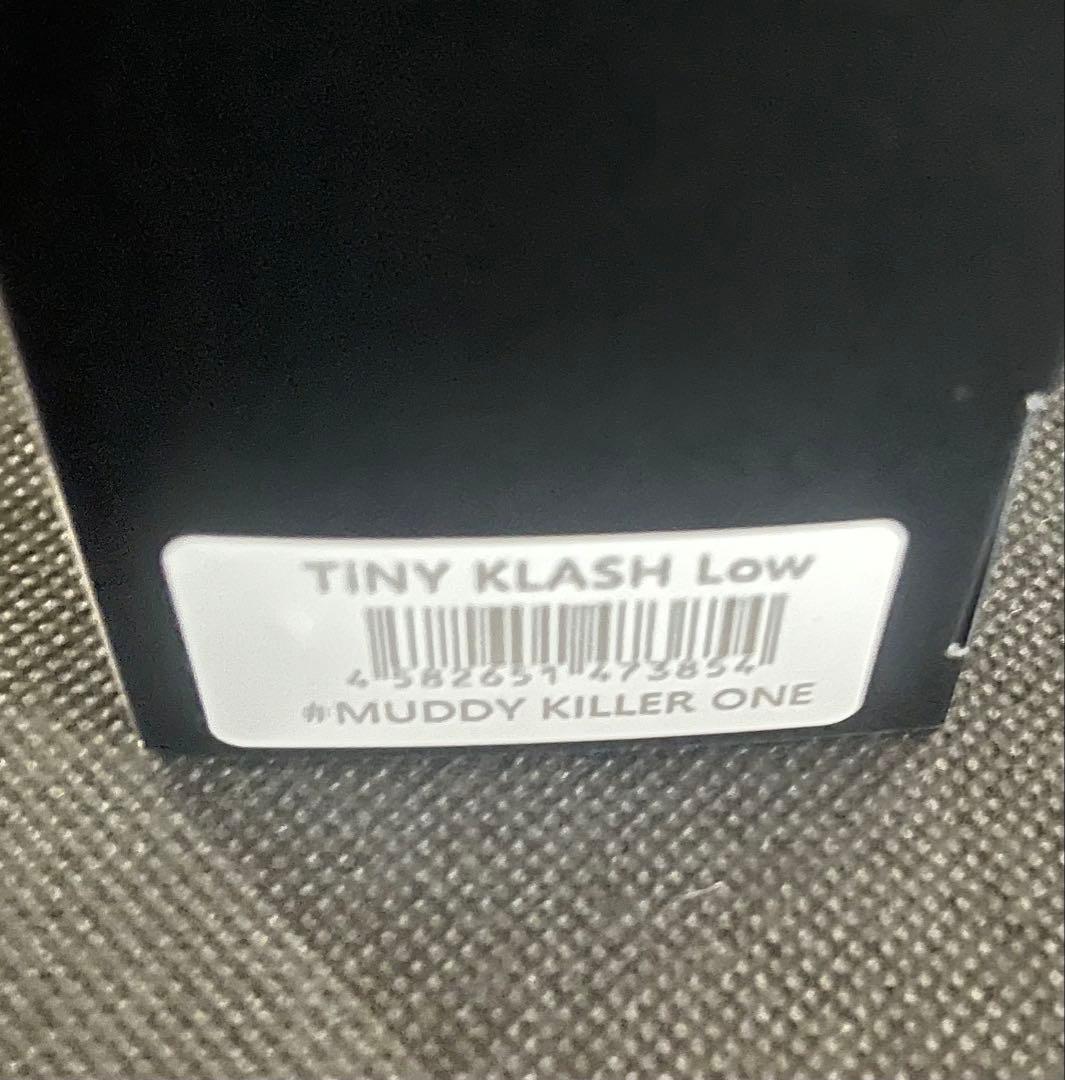 TINY KLASH Low
4 582651 473854
#MUDDY KILLER ONE